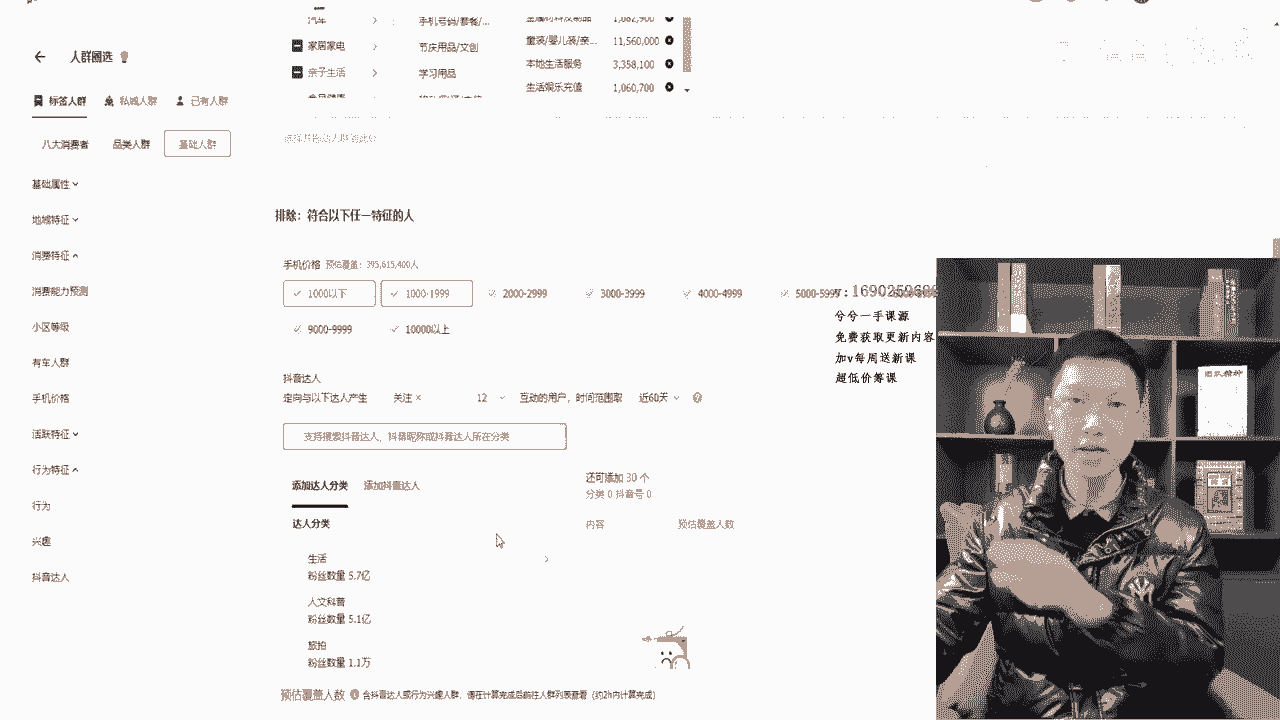 汽车
手机号码/套餐/...
1,082,900
家居家电
节庆用品/文创
童装/婴儿装/亲...
11,560,000
亲子生活
学习用品
本地生活服务
3,358,100
生活娱乐充值
1,060,700
人群圈选
标签人群
私域人群
已有人群
八大消费者
品类人群
基础人群
基础属性
地域特征
消费特征
消费能力预测
小区等级
有车人群
手机价格
活跃特征
行为特征
行为
兴趣
抖音达人
排除：符合以下任一特征的人
手机价格 预估覆盖：395,615,400人
1000以下
1000-1999
2000-2999
3000-3999
4000-4999
9000-9999
10000以上
抖音达人
定向与以下达人产生 关注 × 12 互动的用户，时间范围取 近60天
支持搜索抖音达人，抖音昵称或抖音达人所在分类
添加达人分类
添加抖音达人
还可添加 30 个
分类 0 抖音号 0
达人分类
内容
预估覆盖人数
生活
粉丝数量 5.7亿
人文科普
粉丝数量 5.1亿
旅拍
粉丝数量 1.1万
预估覆盖人数
含抖音达人或行为兴趣人群，请在计算完成后前往人群列表查看（约2h内计算完成）
兮兮一手课源
免费获取更新内容
加v每周送新课
超低价筹课